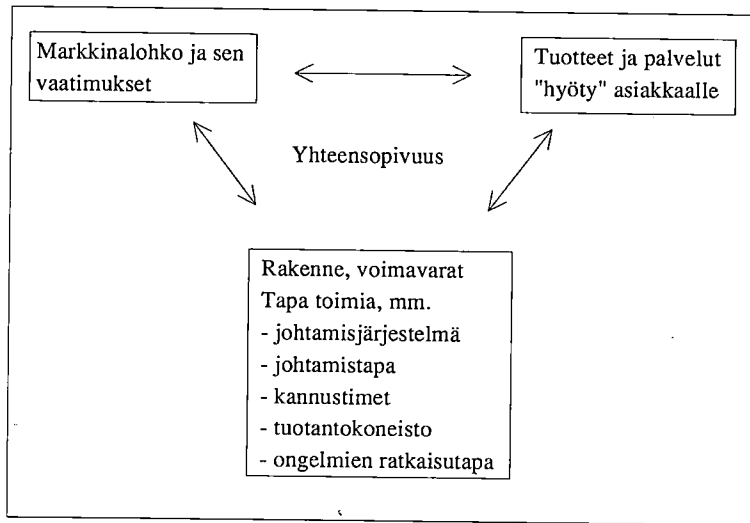 Markkinalohko ja sen
vaatimukset
Tuotteet ja palvelut
"hyöty" asiakkaalle
Yhteensopivuus
Rakenne, voimavarat
Tapa toimia, mm.
- johtamisjärjestelmä
- johtamistapa
- kannustimet
- tuotantokoneisto
- ongelmien ratkaisutapa